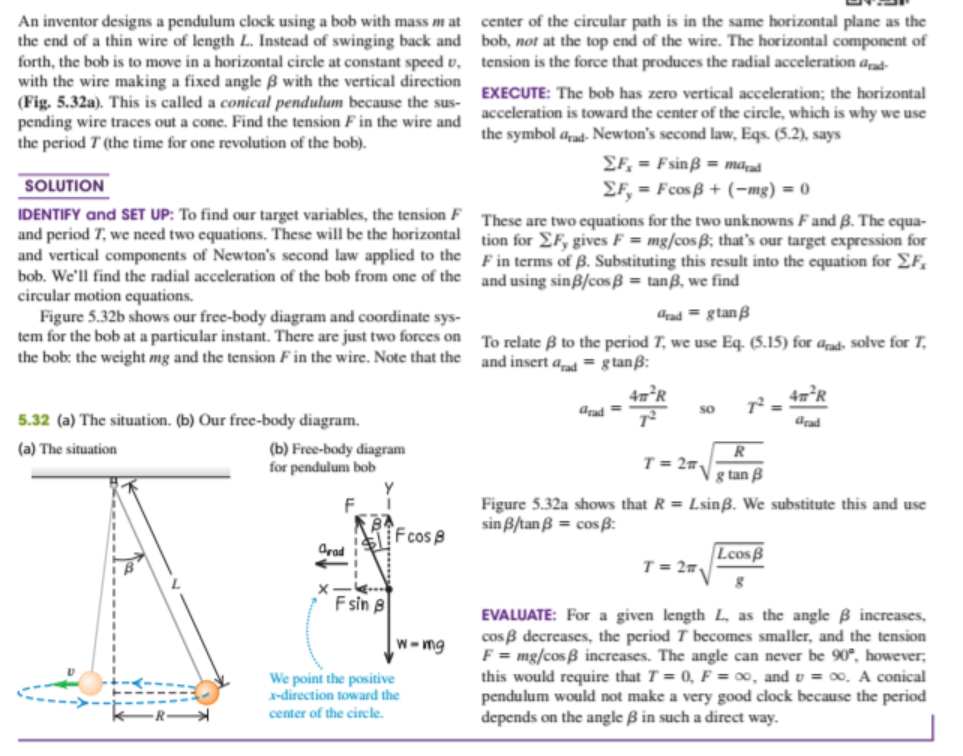 An inventor designs a pendulum clock using a bob with mass m at
the end of a thin wire of length L. Instead of swinging back and
forth, the bob is to move in a horizontal circle at constant speed v,
with the wire making a fixed angle β with the vertical direction
(Fig. 5.32a). This is called a conical pendulum because the sus-
pending wire traces out a cone. Find the tension F in the wire and
the period T (the time for one revolution of the bob).
SOLUTION
IDENTIFY and SET UP: To find our target variables, the tension F
and period T, we need two equations. These will be the horizontal
and vertical components of Newton's second law applied to the
bob. We'll find the radial acceleration of the bob from one of the
circular motion equations.
Figure 5.32b shows our free-body diagram and coordinate sys-
tem for the bob at a particular instant. There are just two forces on
the bob: the weight mg and the tension F in the wire. Note that the
5.32 (a) The situation. (b) Our free-body diagram.
(a) The situation
β
L
v
R
(b) Free-body diagram
for pendulum bob
Y
F
β
F cos β
arad
x
F sin β
w = mg
We point the positive
x-direction toward the
center of the circle.
center of the circular path is in the same horizontal plane as the
bob, not at the top end of the wire. The horizontal component of
tension is the force that produces the radial acceleration arad.
EXECUTE: The bob has zero vertical acceleration; the horizontal
acceleration is toward the center of the circle, which is why we use
the symbol arad. Newton's second law, Eqs. (5.2), says
ΣFx = F sin β = marad
ΣFy = F cos β + (−mg) = 0
These are two equations for the two unknowns F and β. The equa-
tion for ΣFy gives F = mg/cos β; that's our target expression for
F in terms of β. Substituting this result into the equation for ΣFx
and using sin β/cos β = tan β, we find
arad = g tan β
To relate β to the period T, we use Eq. (5.15) for arad, solve for T,
and insert arad = g tan β:
arad = 4π²R/T² so T² = 4π²R/arad
T = 2π√(R/g tan β)
Figure 5.32a shows that R = L sin β. We substitute this and use
sin β/tan β = cos β:
T = 2π√(L cos β/g)
EVALUATE: For a given length L, as the angle β increases,
cos β decreases, the period T becomes smaller, and the tension
F = mg/cos β increases. The angle can never be 90°, however;
this would require that T = 0, F = ∞, and v = ∞. A conical
pendulum would not make a very good clock because the period
depends on the angle β in such a direct way.